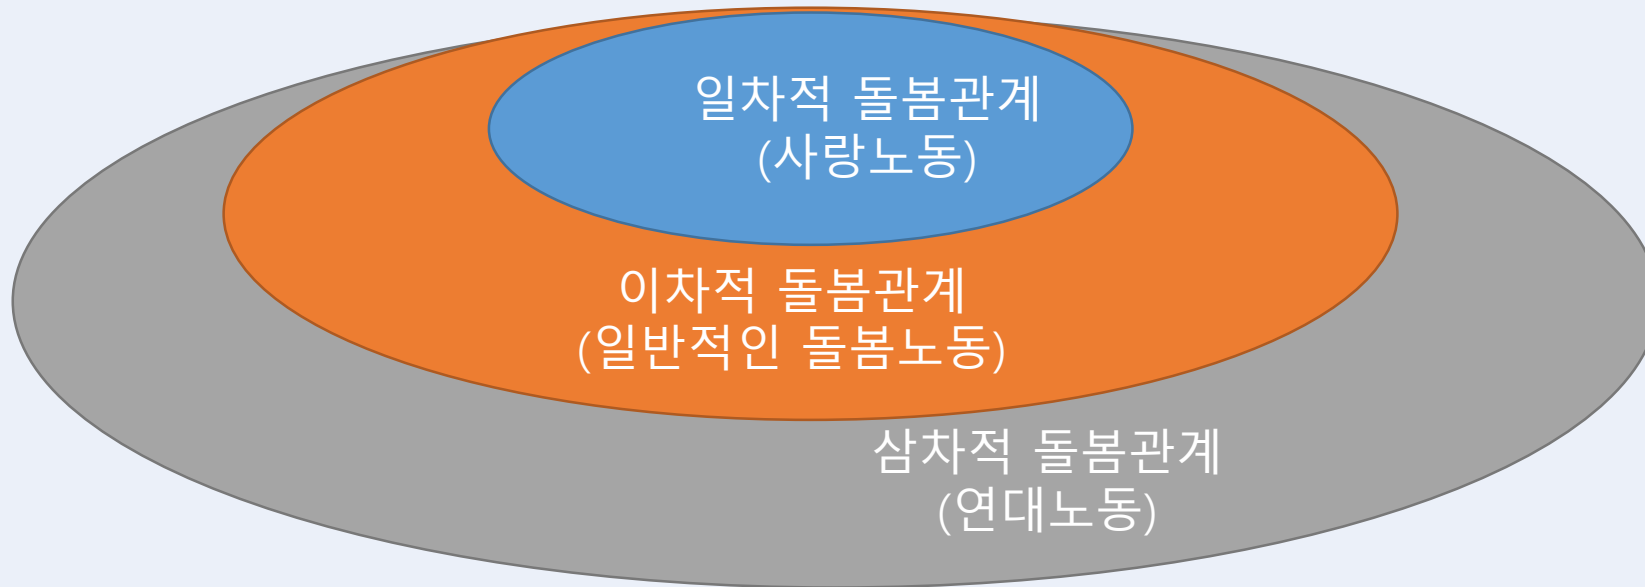 일차적 돌봄관계
(사랑노동)
이차적 돌봄관계
(일반적인 돌봄노동)
삼차적 돌봄관계
(연대노동)